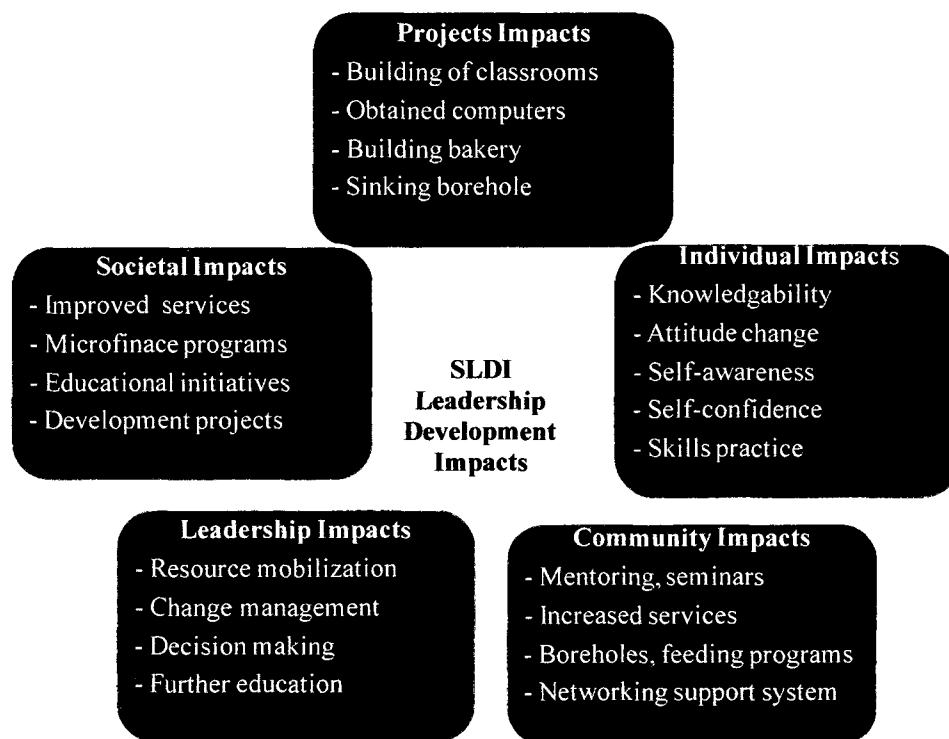 Projects Impacts
- Building of classrooms
- Obtained computers
- Building bakery
- Sinking borehole
Societal Impacts
- Improved services
- Microfinace programs
- Educational initiatives
- Development projects
Individual Impacts
- Knowledgability
- Attitude change
- Self-awareness
- Self-confidence
- Skills practice
SLDI
Leadership
Development
Impacts
Leadership Impacts
- Resource mobilization
- Change management
- Decision making
- Further education
Community Impacts
- Mentoring, seminars
- Increased services
- Boreholes, feeding programs
- Networking support system